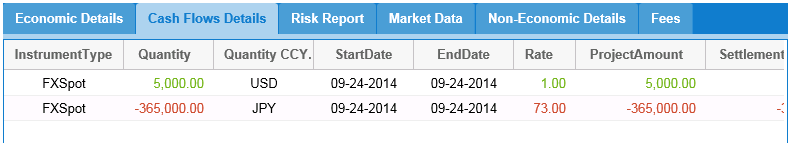 Economic Details Cash Flows Details Risk Report Market Data Non-Economic Details Fees
InstrumentType Quantity Quantity CCY. StartDate EndDate Rate ProjectAmount Settlement
FXSpot 5,000.00 USD 09-24-2014 09-24-2014 1.00 5,000.00
FXSpot -365,000.00 JPY 09-24-2014 09-24-2014 73.00 -365,000.00